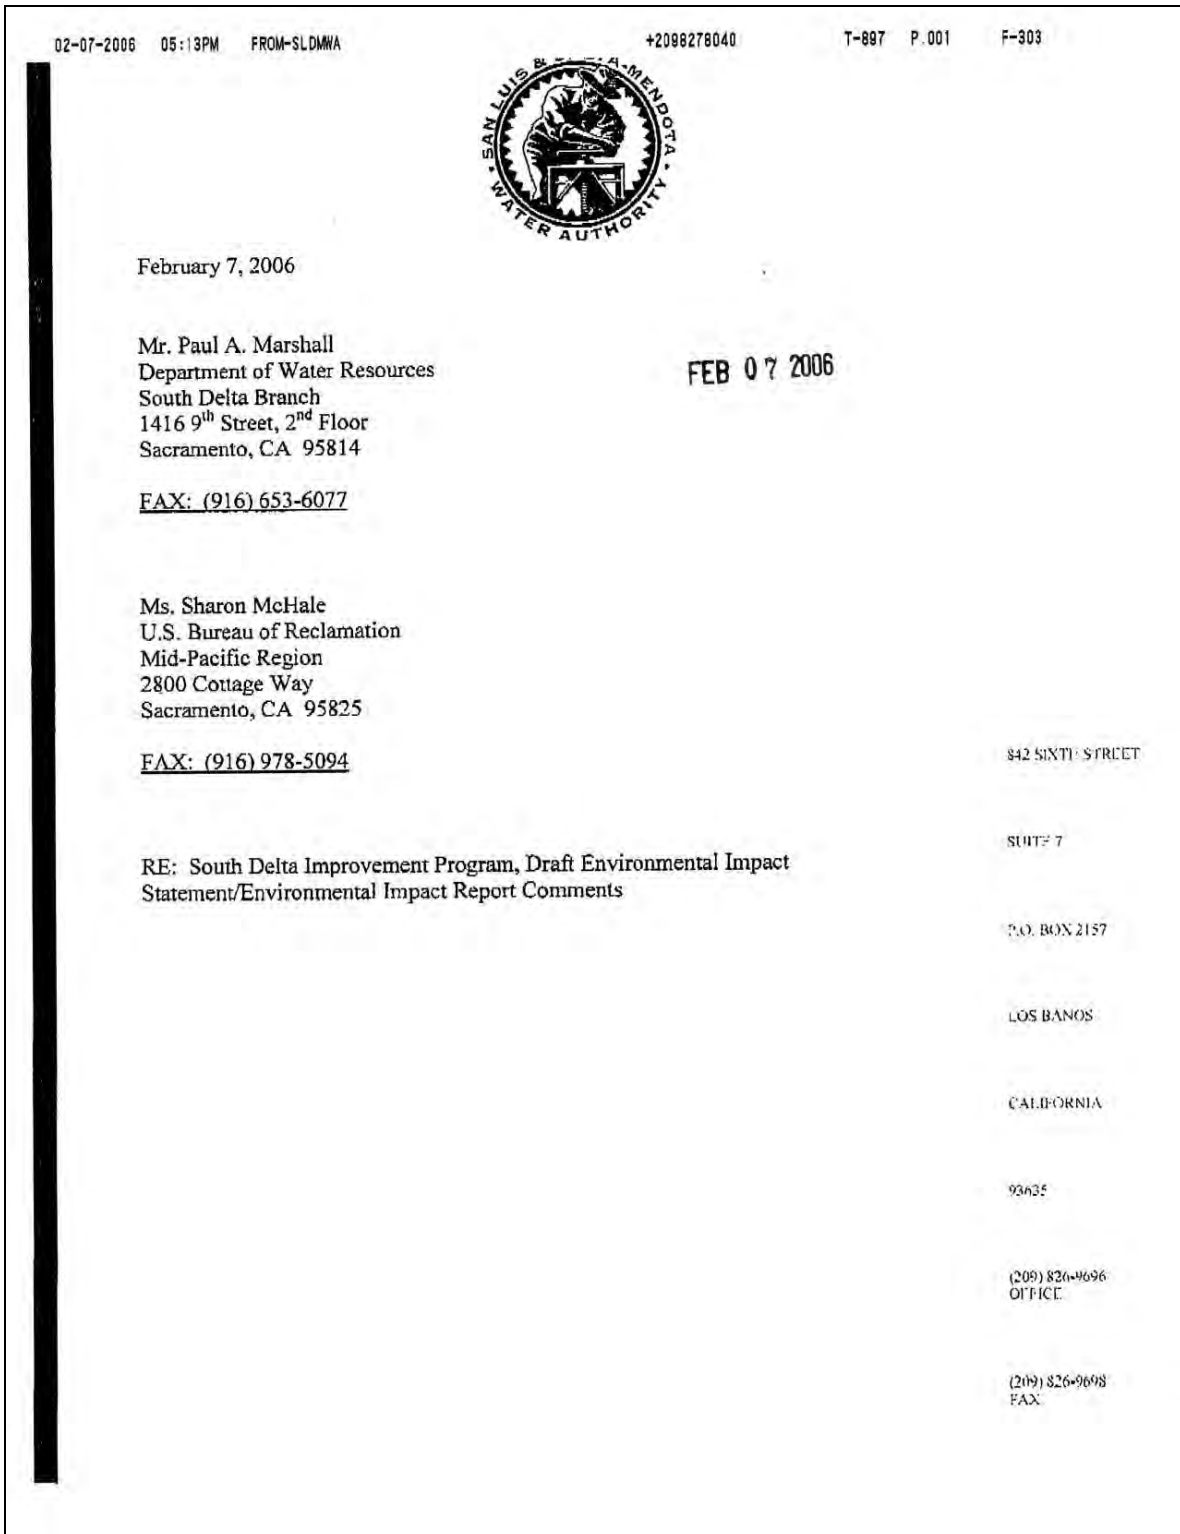 02-07-2006 05:13PM FROM-SLDMWA +2098278040 T-897 P.001 F-303
SAN LUIS & -MENDOTA
WATER AUTHORITY
February 7, 2006
Mr. Paul A. Marshall
Department of Water Resources
South Delta Branch
1416 9th Street, 2nd Floor
Sacramento, CA 95814
FEB 07 2006
FAX: (916) 653-6077
Ms. Sharon McHale
U.S. Bureau of Reclamation
Mid-Pacific Region
2800 Cottage Way
Sacramento, CA 95825
FAX: (916) 978-5094
RE: South Delta Improvement Program, Draft Environmental Impact
Statement/Environmental Impact Report Comments
842 SIXTH STREET
SUITE 7
P.O. BOX 2157
LOS BANOS
CALIFORNIA
93635
(209) 826-9696
OFFICE
(209) 826-9698
FAX